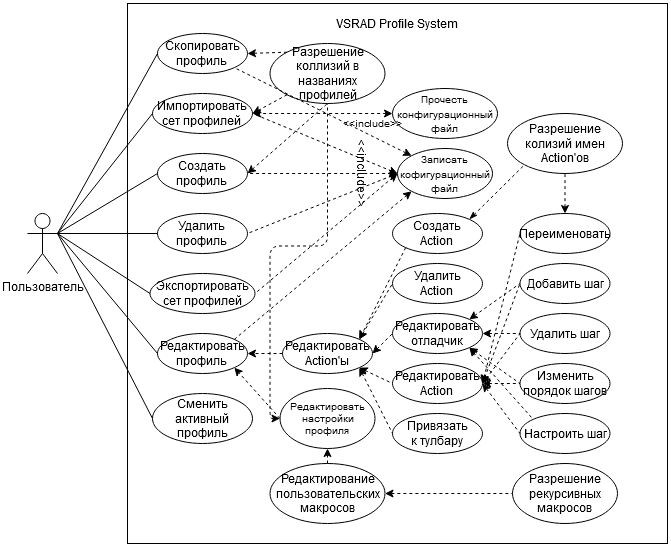 VSRAD Profile System
Скопировать
профиль
Разрешение
коллизий в
названиях
профилей
Импортировать
сет профилей
Прочесть
конфигурационный
файл
<<include>>
<<include>>
Разрешение
колизий имен
Action'ов
Создать
профиль
Записать
кофигурационный
файл
Пользователь
Удалить
профиль
Создать
Action
Переименовать
Экспортировать
сет профилей
Удалить
Action
Добавить шаг
Редактировать
профиль
Редактировать
Action'ы
Редактировать
отладчик
Удалить шаг
Редактировать
Action
Изменить
порядок шагов
Сменить
активный
профиль
Редактировать
настройки
профиля
Привязать
к тулбару
Настроить шаг
Редактирование
пользовательских
макросов
Разрешение
рекурсивных
макросов